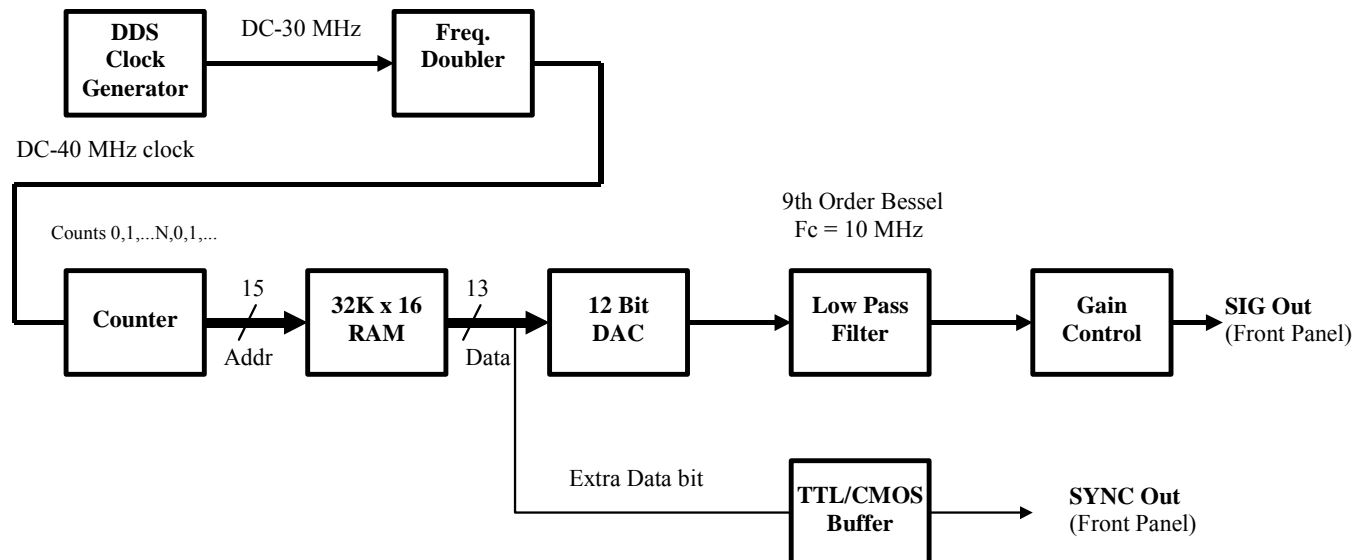 DDS
Clock
Generator
DC-30 MHz
Freq.
Doubler
DC-40 MHz clock
9th Order Bessel
Fc = 10 MHz
Counts 0,1,...N,0,1,...
Counter
15
Addr
32K x 16
RAM
13
Data
12 Bit
DAC
Low Pass
Filter
Gain
Control
SIG Out
(Front Panel)
Extra Data bit
TTL/CMOS
Buffer
SYNC Out
(Front Panel)